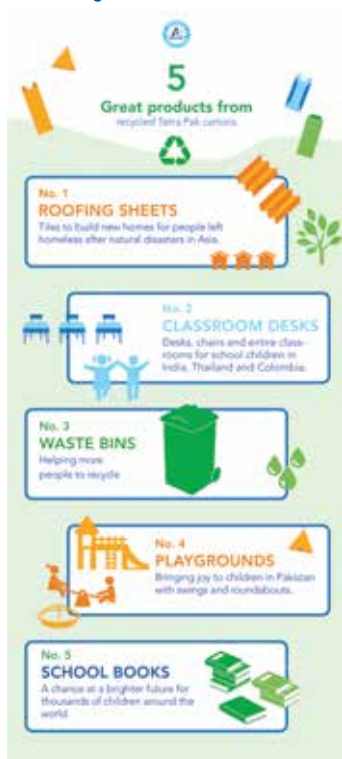 5
Great products from
recycled Tetra Pak cartons
No. 1
ROOFING SHEETS
Tiles to build new homes for people left
homeless after natural disasters in Asia.
No. 2
CLASSROOM DESKS
Desks, chairs and entire class-
rooms for school children in
India, Thailand and Colombia.
No. 3
WASTE BINS
Helping more
people to recycle
No. 4
PLAYGROUNDS
Bringing joy to children in Pakistan
with swings and roundabouts.
No. 5
SCHOOL BOOKS
A chance at a brighter future for
thousands of children around the
world